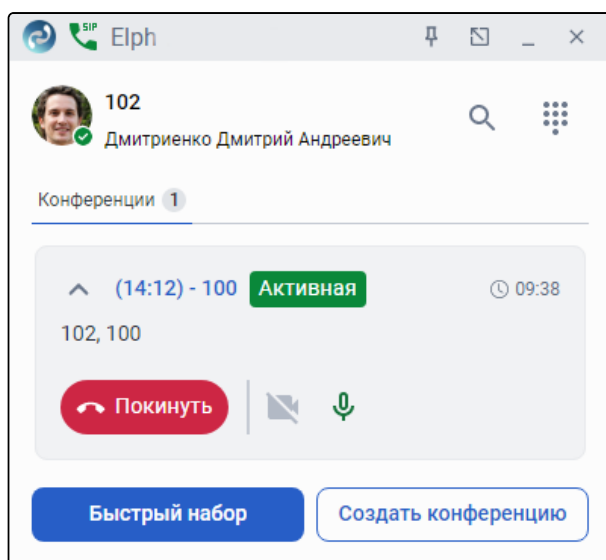 SIP Elph
102
Дмитриенко Дмитрий Андреевич
Конференции 1
(14:12) - 100 Активная 09:38
102, 100
Покинуть
Быстрый набор Создать конференцию